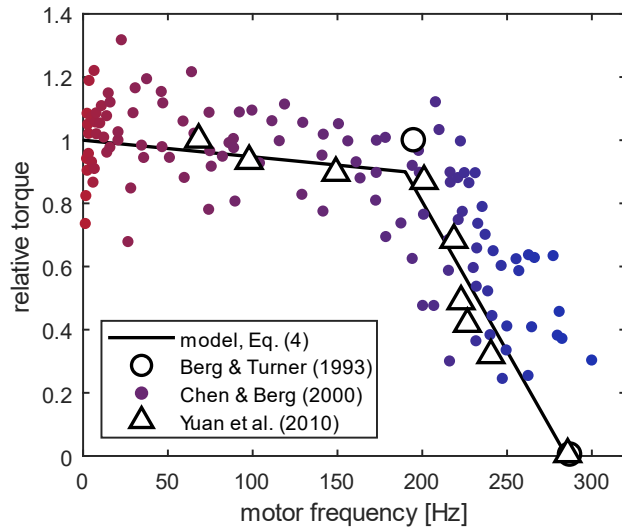 1.4
1.2
1
0.8
0.6
0.4
0.2
0
relative torque
model, Eq. (4)
Berg & Turner (1993)
Chen & Berg (2000)
Yuan et al. (2010)
0 50 100 150 200 250 300
motor frequency [Hz]